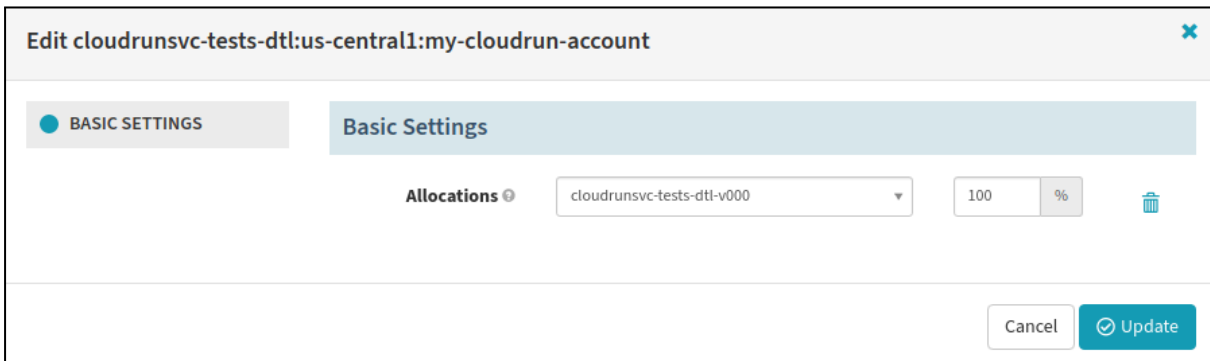 Edit cloudrunsvc-tests-dtl:us-central1:my-cloudrun-account
BASIC SETTINGS
Basic Settings
Allocations
cloudrunsvc-tests-dtl-v000
100 %
Cancel
Update